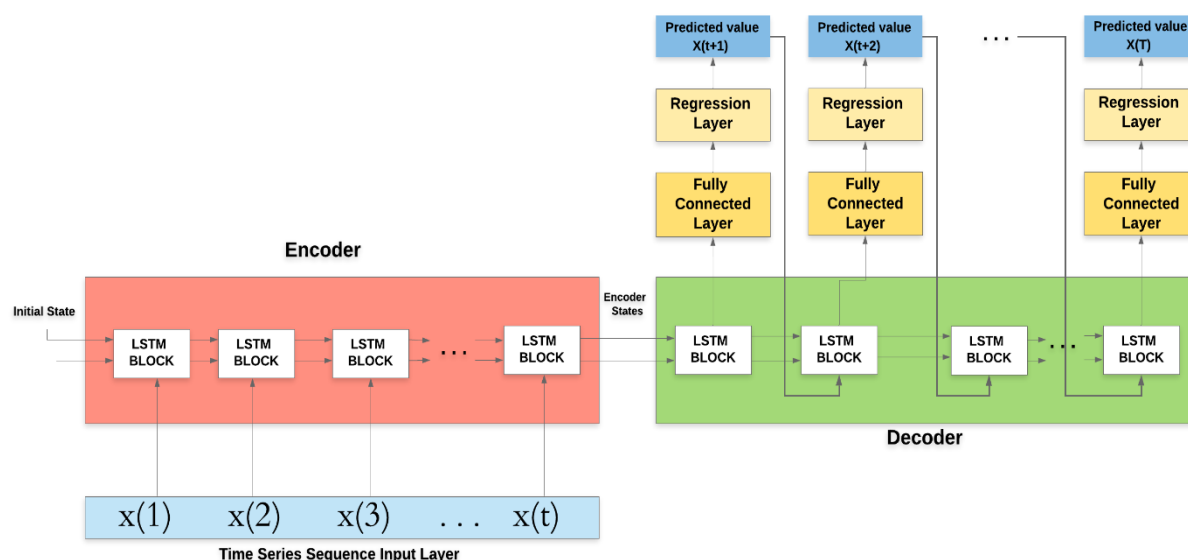 Predicted value
X(t+1)
Predicted value
X(t+2)
...
Predicted value
X(T)
Regression
Layer
Regression
Layer
Regression
Layer
Fully
Connected
Layer
Fully
Connected
Layer
Fully
Connected
Layer
Encoder
Initial State
LSTM
BLOCK
LSTM
BLOCK
LSTM
BLOCK
...
LSTM
BLOCK
Encoder
States
LSTM
BLOCK
LSTM
BLOCK
LSTM
BLOCK
...
LSTM
BLOCK
Decoder
x(1) x(2) x(3) . . . x(t)
Time Series Sequence Input Layer